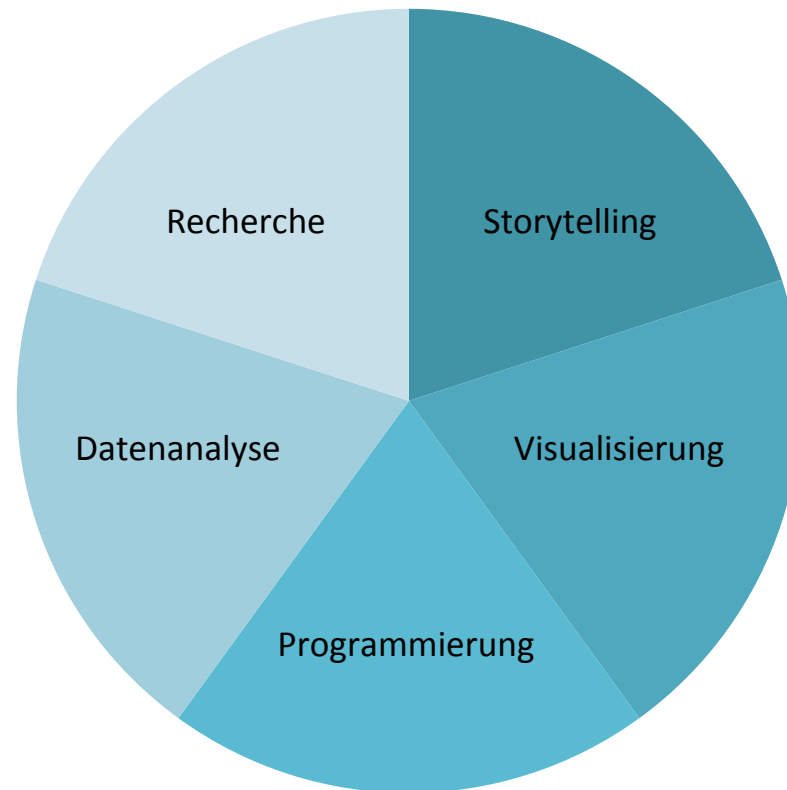 Recherche
Storytelling
Datenanalyse
Visualisierung
Programmierung